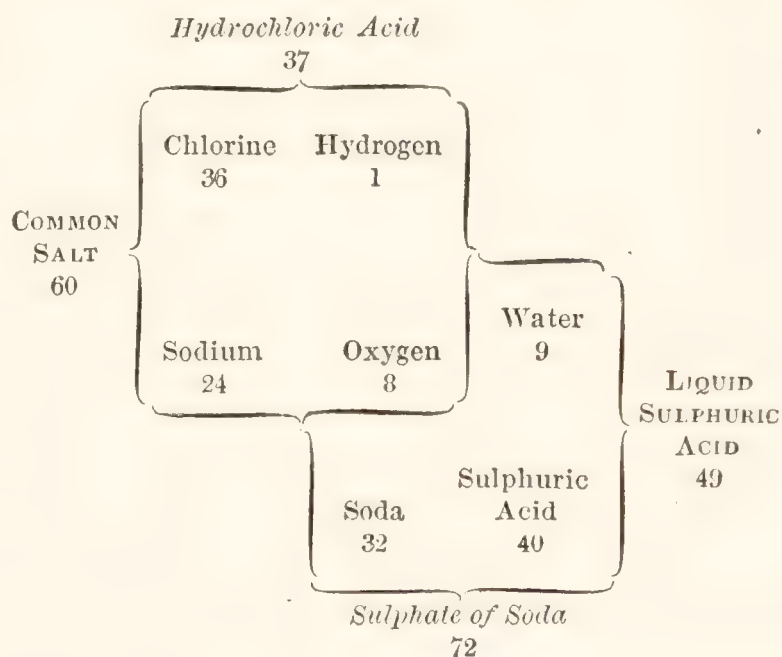 Hydrochloric Acid
37
Chlorine Hydrogen
36 1
COMMON
SALT
60
Water
9
Sodium Oxygen
24 8
LIQUID
SULPHURIC
ACID
49
Sulphuric
Soda Acid
32 40
Sulphate of Soda
72